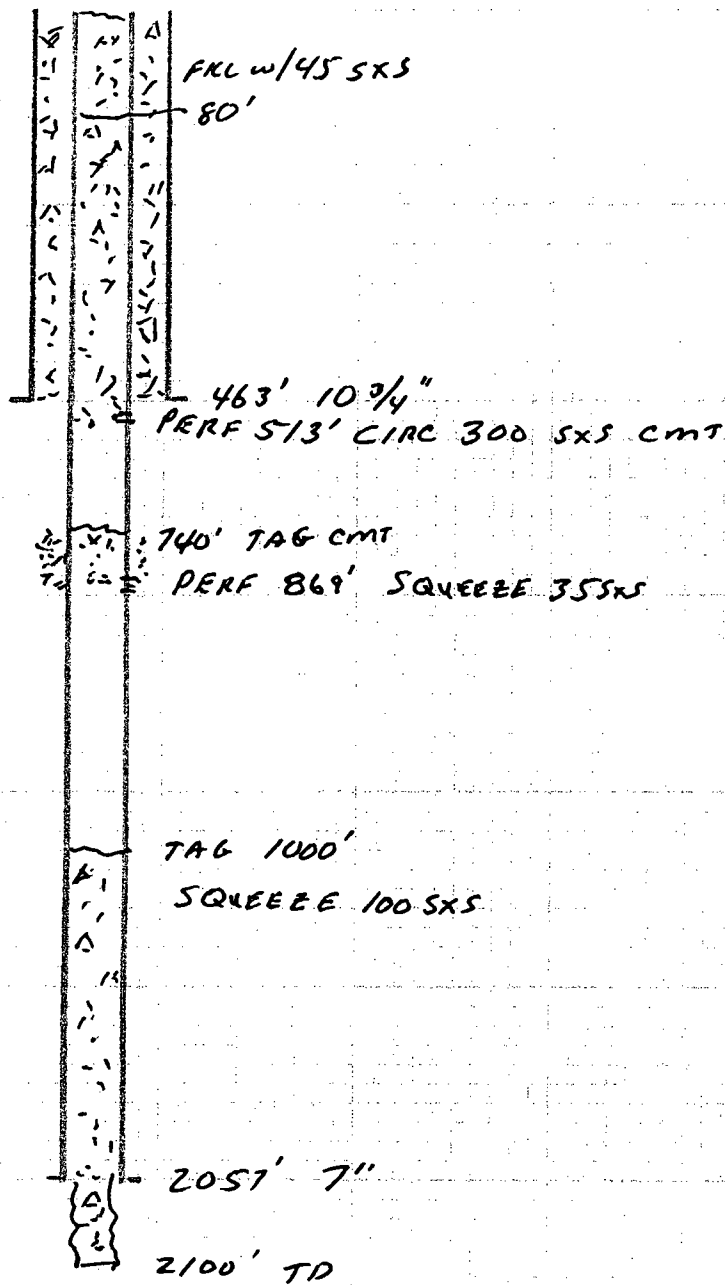 FILL w/45 SXS
80'
463' 10 3/4"
PERF 513' CIRC 300 SXS CMT
740' TAG CMT
PERF 869' SQUEEZE 35SXS
TAG 1000'
SQUEEZE 100 SXS
2057' 7"
2100' TD